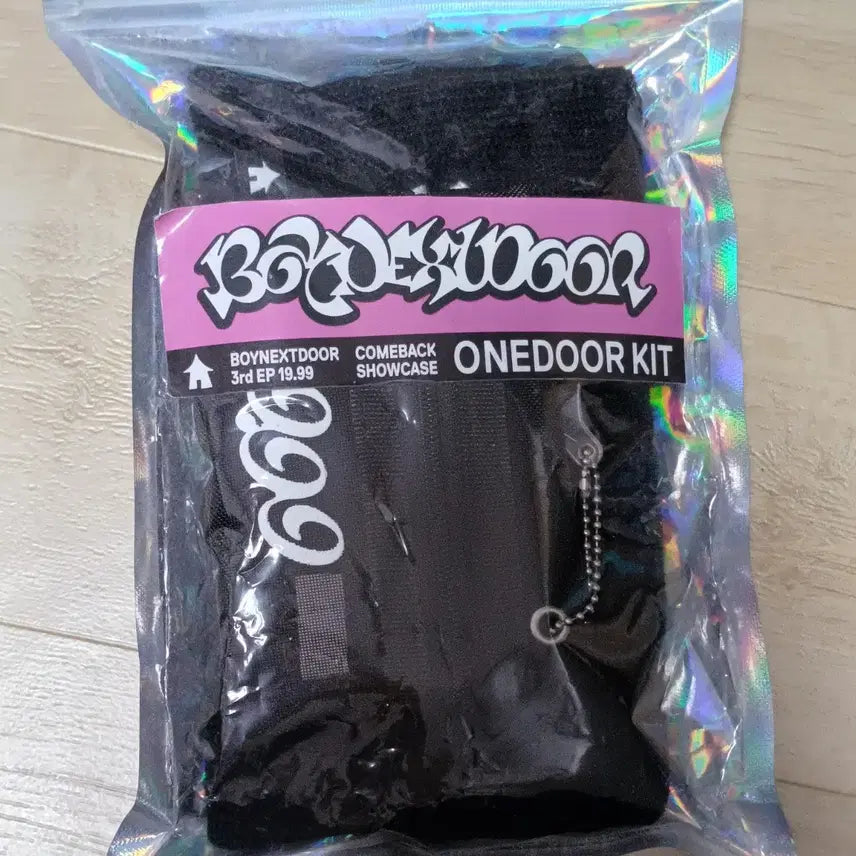 BOYNEXTDOOR
BOYNEXTDOOR COMEBACK ONEDOOR KIT
3rd EP 19.99 SHOWCASE